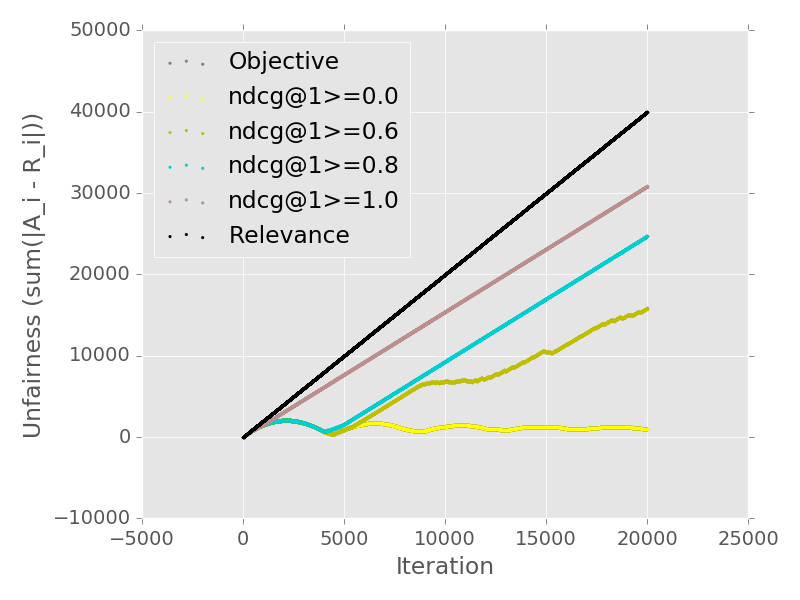 50000
40000
30000
20000
10000
0
−10000
−5000
0
5000
10000
15000
20000
25000
Iteration
Unfairness (sum(|A_i - R_i|))
Objective
ndcg@1>=0.0
ndcg@1>=0.6
ndcg@1>=0.8
ndcg@1>=1.0
Relevance